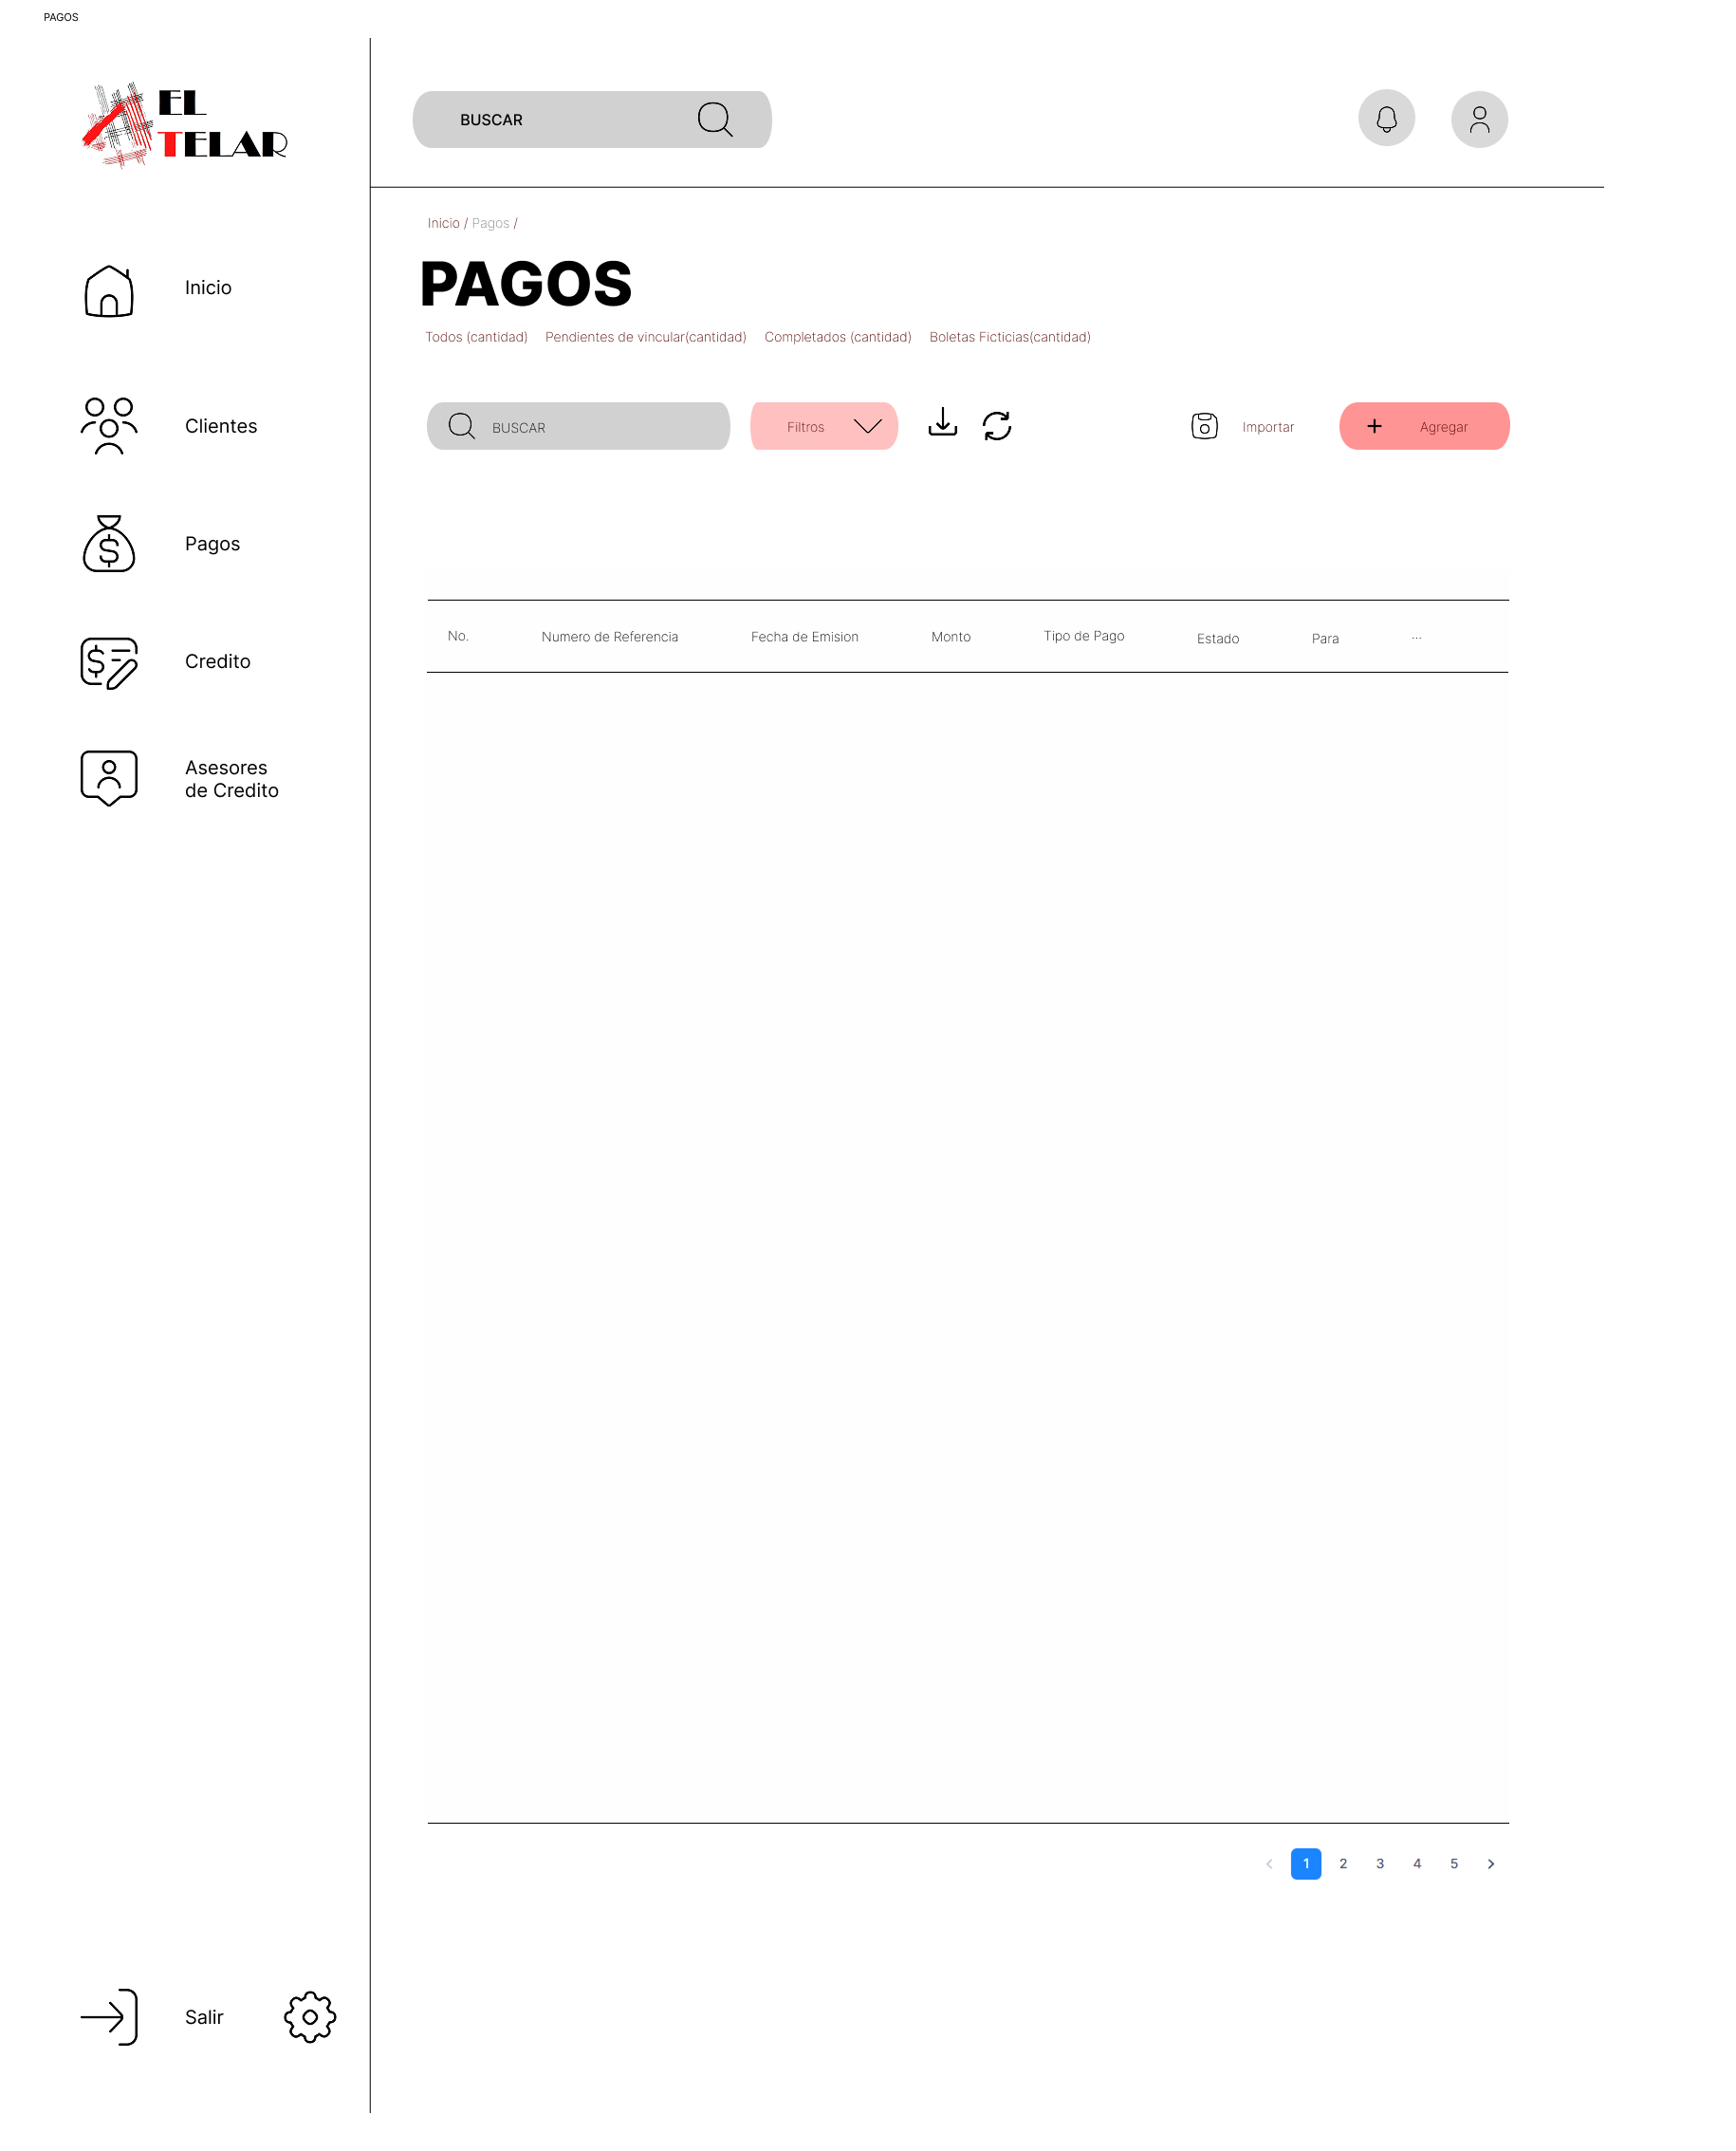 PAGOS
EL
TELAR
BUSCAR
Inicio / Pagos /
PAGOS
Todos (cantidad) Pendientes de vincular(cantidad) Completados (cantidad) Boletas Ficticias(cantidad)
BUSCAR Filtros Importar + Agregar
No. Numero de Referencia Fecha de Emision Monto Tipo de Pago Estado Para ...
Inicio
Clientes
Pagos
Credito
Asesores
de Credito
1 2 3 4 5
Salir